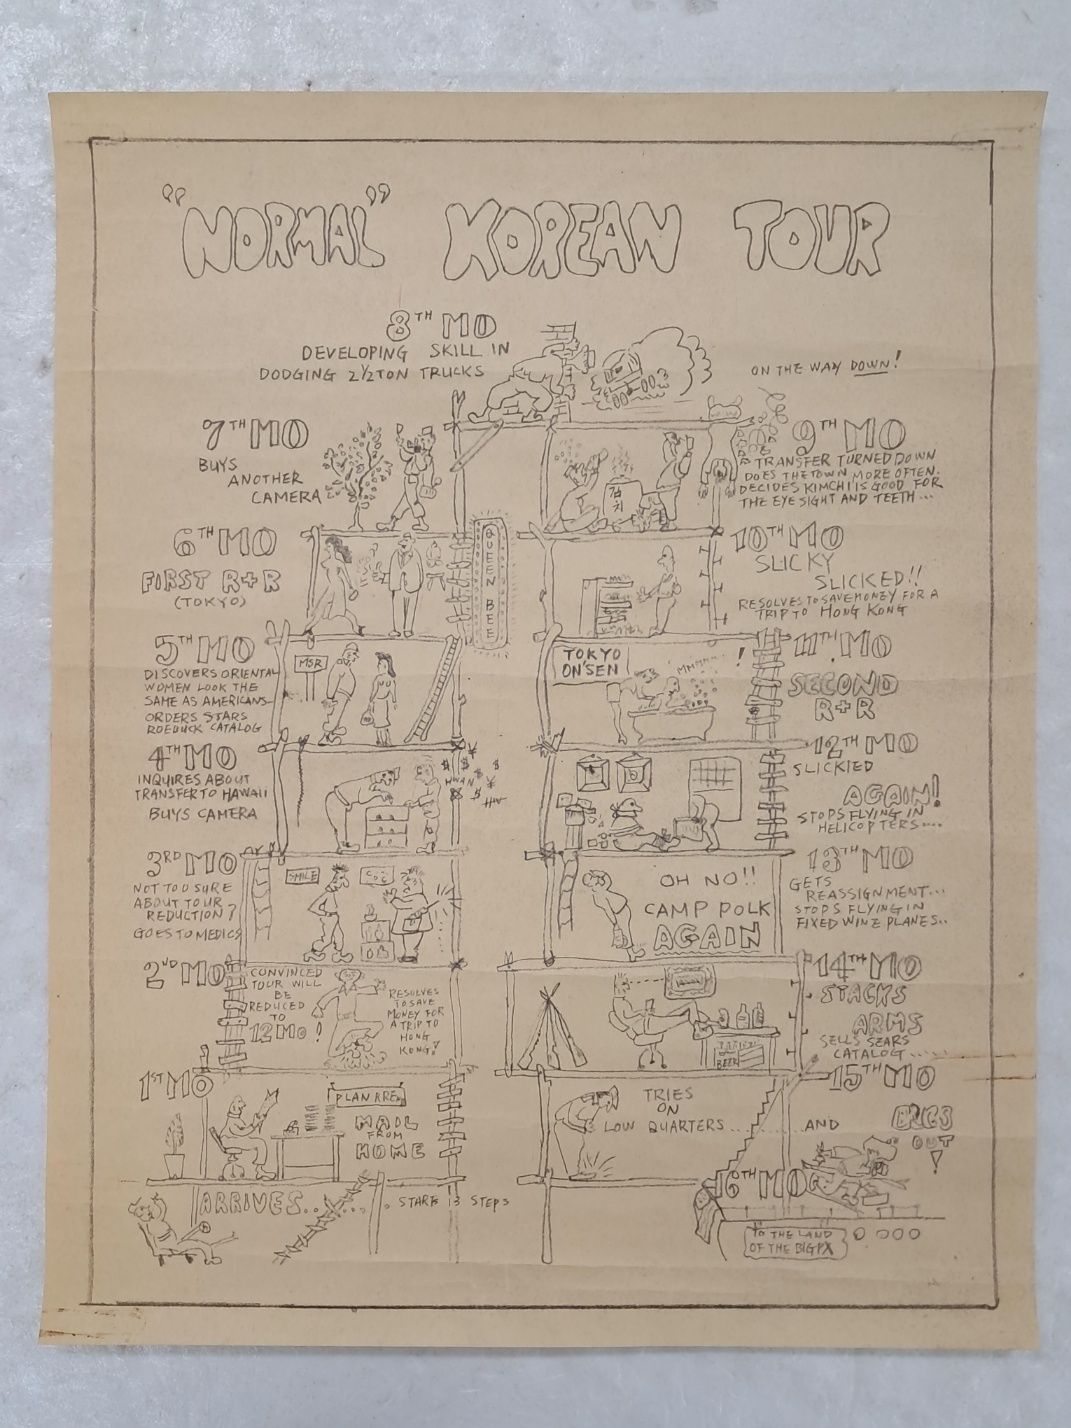 "NORMAL" KOREAN TOUR
8TH MO
DEVELOPING SKILL IN
DODGING 2½TON TRUCKS
ON THE WAY DOWN!
7TH MO
BUYS
ANOTHER
CAMERA
9TH MO
TRANSFER TURNED DOWN
DOES THE TOWN MORE OFTEN.
DECIDES KIMCHI IS GOOD FOR
THE EYE SIGHT AND TEETH...
김치
6TH MO
FIRST R+R
(TOKYO)
QUEEN BEE
10TH MO
SLICKY
SLICKED!!
RESOLVES TO SAVE MONEY FOR A
TRIP TO HONG KONG
5TH MO
DISCOVERS ORIENTAL
WOMEN LOOK THE
SAME AS AMERICANS-
ORDERS SEARS
ROEBUCK CATALOG
MSR
TOKYO
ON'SEN
MMMMM
!
11TH MO
SECOND
R+R
4TH MO
INQUIRES ABOUT
TRANSFER TO HAWAII
BUYS CAMERA
HWAN
12TH MO
SLICKIED
AGAIN!
STOPS FLYING IN
HELICOPTERS....
3RD MO
NOT TOO SURE
ABOUT TOUR
REDUCTION?
GOES TO MEDICS
SMILE
OH NO!!
CAMP POLK
AGAIN
13TH MO
GETS
REASSIGNMENT...
STOPS FLYING IN
FIXED WING PLANES..
2ND MO
CONVINCED
TOUR WILL
BE
REDUCED
TO
12 MO!
RESOLVES
TO SAVE
MONEY FOR
A TRIP TO
HONG
KONG!
BEER
14TH MO
STACKS
ARMS
SELLS SEARS
CATALOG.....
1ST MO
PLAN AREA
MAIL
FROM
HOME
TRIES
ON
LOW QUARTERS..........AND
15TH MO
BUGS
OUT
!
ARRIVES......START 13 STEPS
16TH MO
TO THE LAND
OF THE BIG PX